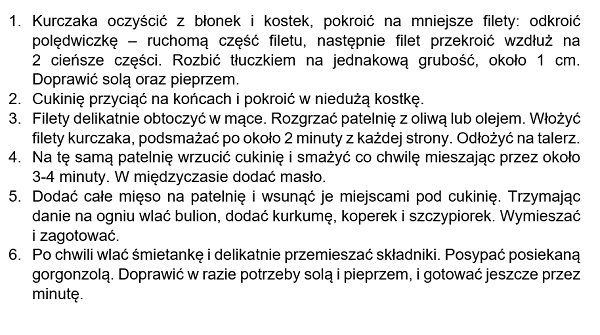 1. Kurczaka oczyścić z błonek i kostek, pokroić na mniejsze filety: odkroić
polędwiczkę – ruchomą część filetu, następnie filet przekroić wzdłuż na
2 cieńsze części. Rozbić tłuczkiem na jednakową grubość, około 1 cm.
Doprawić solą oraz pieprzem.
2. Cukinię przyciąć na końcach i pokroić w niedużą kostkę.
3. Filety delikatnie obtoczyć w mące. Rozgrzać patelnię z oliwą lub olejem. Włożyć
filety kurczaka, podsmażać po około 2 minuty z każdej strony. Odłożyć na talerz.
4. Na tę samą patelnię wrzucić cukinię i smażyć co chwilę mieszając przez około
3-4 minuty. W międzyczasie dodać masło.
5. Dodać całe mięso na patelnię i wsunąć je miejscami pod cukinię. Trzymając
danie na ogniu wlać bulion, dodać kurkumę, koperek i szczypiorek. Wymieszać
i zagotować.
6. Po chwili wlać śmietankę i delikatnie przemieszać składniki. Posypać posiekaną
gorgonzolą. Doprawić w razie potrzeby solą i pieprzem, i gotować jeszcze przez
minutę.